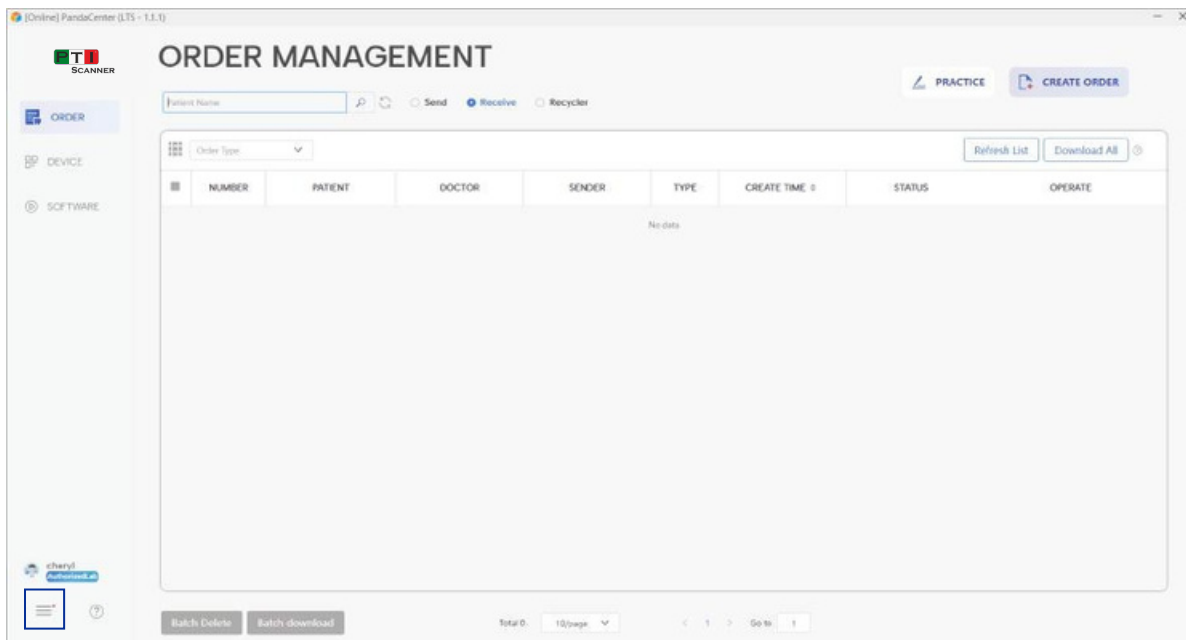 [Online] PandaCenter (LTS - 1.1.1)
PTI
SCANNER
ORDER MANAGEMENT
PRACTICE
CREATE ORDER
Patient Name
Send
Receive
Recycler
ORDER
DEVICE
SOFTWARE
Order Type
Refresh List
Download All
NUMBER
PATIENT
DOCTOR
SENDER
TYPE
CREATE TIME
STATUS
OPERATE
No data
cheryl
AuthorizedLab
Batch Delete
Batch download
Total 0.
10/page
1
Go to
1